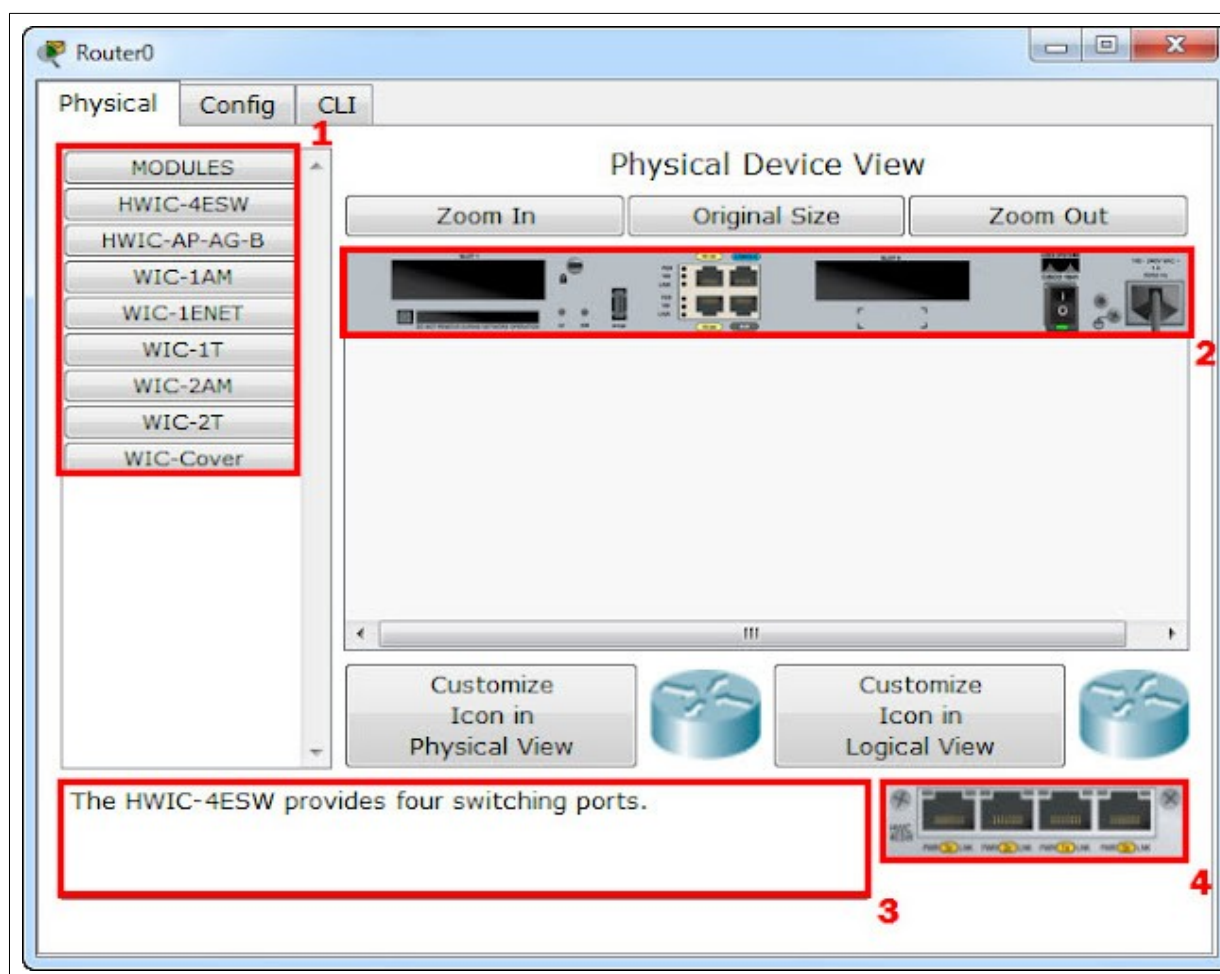 Router0
Physical
Config
CLI
1
MODULES
HWIC-4ESW
HWIC-AP-AG-B
WIC-1AM
WIC-1ENET
WIC-1T
WIC-2AM
WIC-2T
WIC-Cover
Physical Device View
Zoom In
Original Size
Zoom Out
2
Customize
Icon in
Physical View
Customize
Icon in
Logical View
The HWIC-4ESW provides four switching ports.
3
4